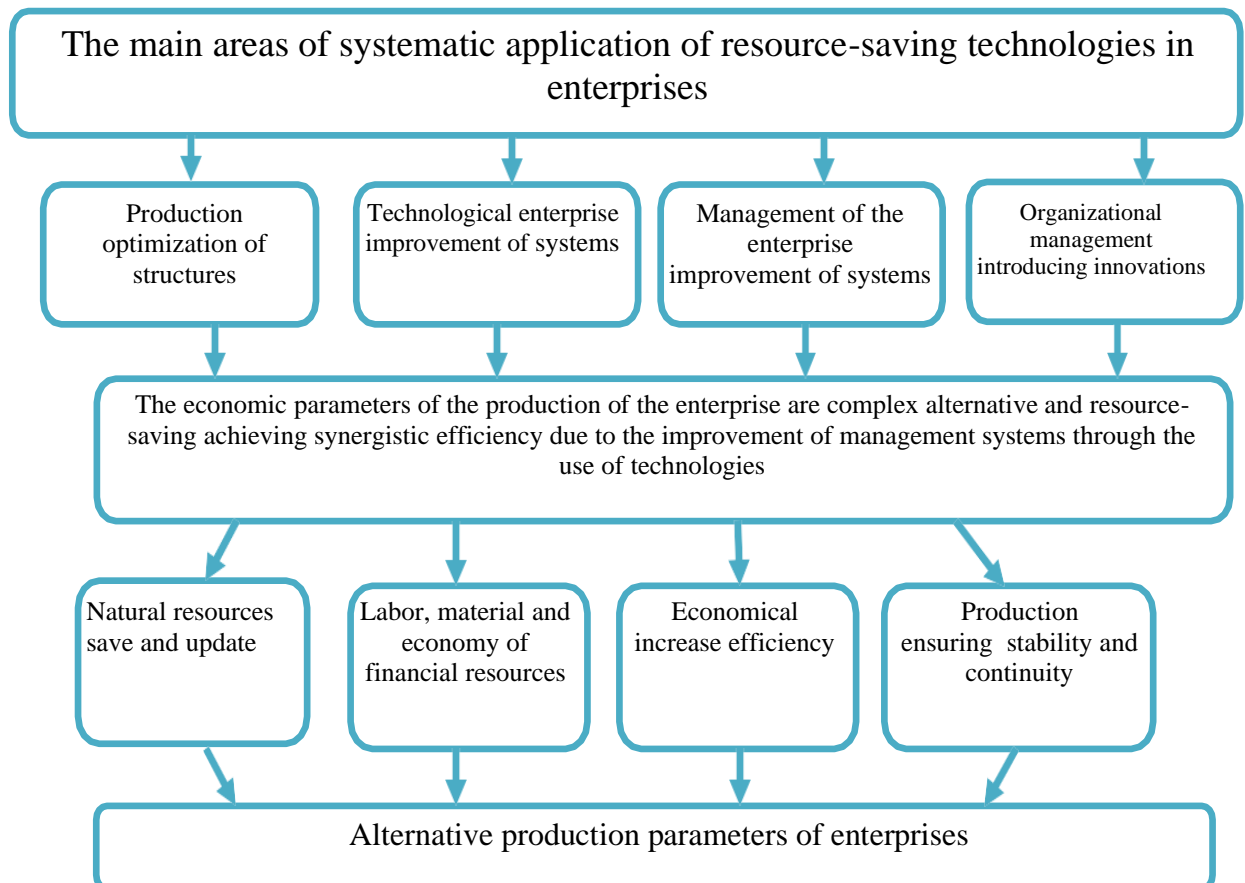 The main areas of systematic application of resource-saving technologies in
enterprises
Production
optimization of
structures
Technological enterprise
improvement of systems
Management of the
enterprise
improvement of systems
Organizational
management
introducing innovations
The economic parameters of the production of the enterprise are complex alternative and resource-
saving achieving synergistic efficiency due to the improvement of management systems through the
use of technologies
Natural resources
save and update
Labor, material and
economy of
financial resources
Economical
increase efficiency
Production
ensuring stability and
continuity
Alternative production parameters of enterprises